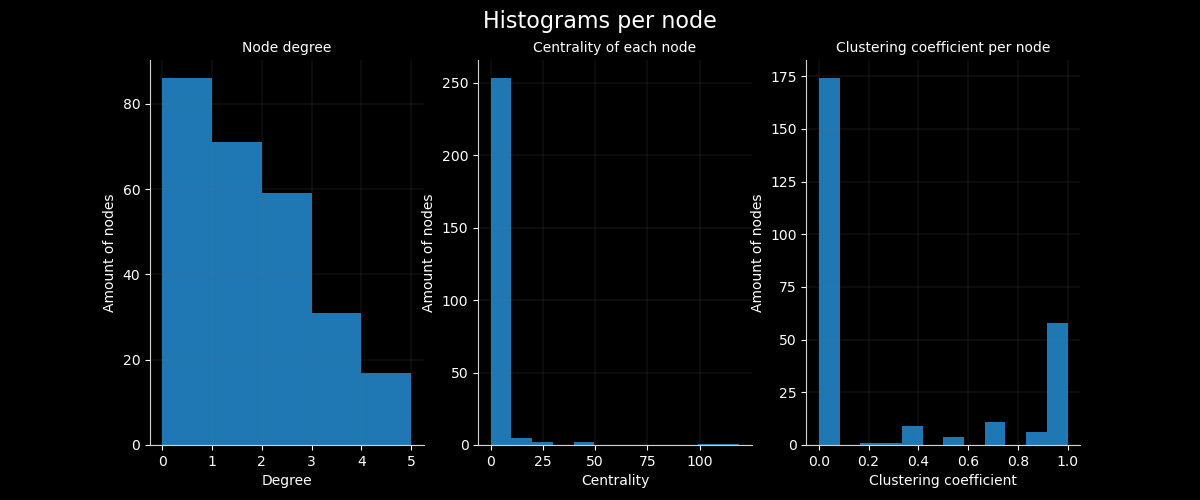 Histograms per node
Node degree
Amount of nodes
80
60
40
20
0
0 1 2 3 4 5
Degree
Centrality of each node
Amount of nodes
250
200
150
100
50
0
0 25 50 75 100
Centrality
Clustering coefficient per node
Amount of nodes
175
150
125
100
75
50
25
0
0.0 0.2 0.4 0.6 0.8 1.0
Clustering coefficient